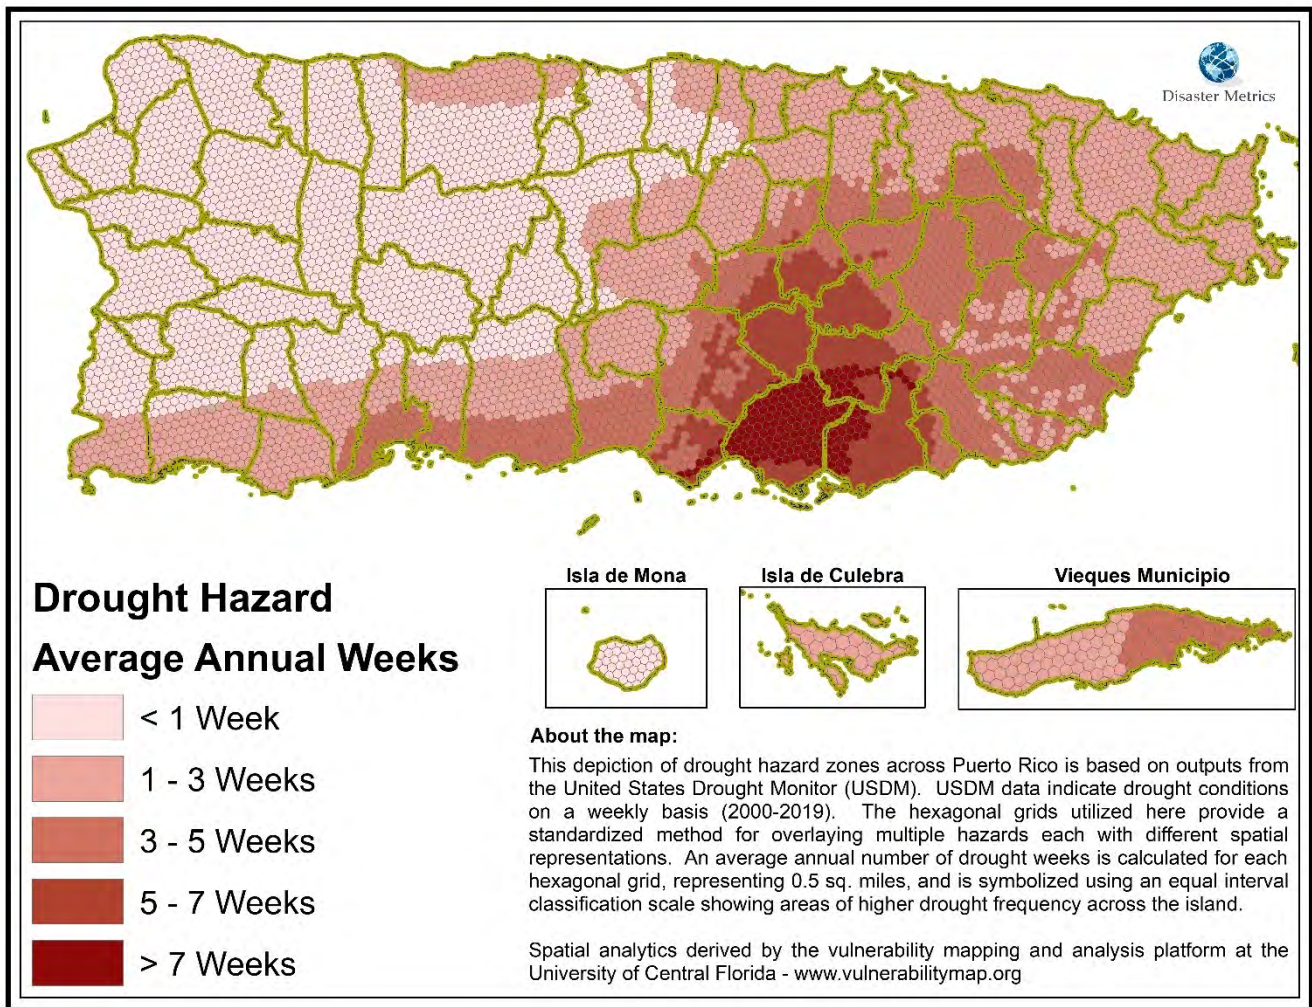 Disaster Metrics
Isla de Mona
Isla de Culebra
Vieques Municipio
Drought Hazard
Average Annual Weeks
< 1 Week
1 - 3 Weeks
3 - 5 Weeks
5 - 7 Weeks
> 7 Weeks
About the map:
This depiction of drought hazard zones across Puerto Rico is based on outputs from
the United States Drought Monitor (USDM). USDM data indicate drought conditions
on a weekly basis (2000-2019). The hexagonal grids utilized here provide a
standardized method for overlaying multiple hazards each with different spatial
representations. An average annual number of drought weeks is calculated for each
hexagonal grid, representing 0.5 sq. miles, and is symbolized using an equal interval
classification scale showing areas of higher drought frequency across the island.
Spatial analytics derived by the vulnerability mapping and analysis platform at the
University of Central Florida - www.vulnerabilitymap.org